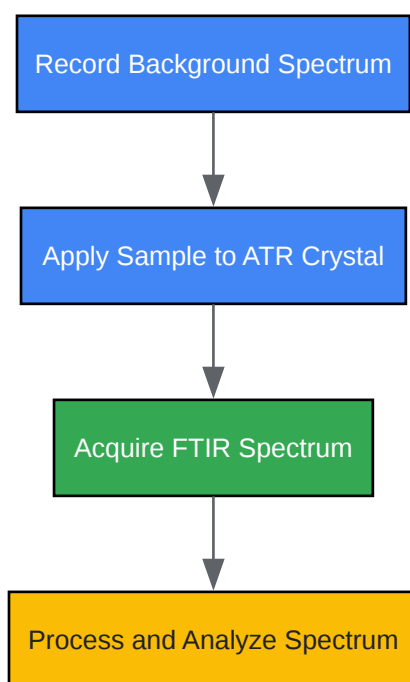 Record Background Spectrum
Apply Sample to ATR Crystal
Acquire FTIR Spectrum
Process and Analyze Spectrum